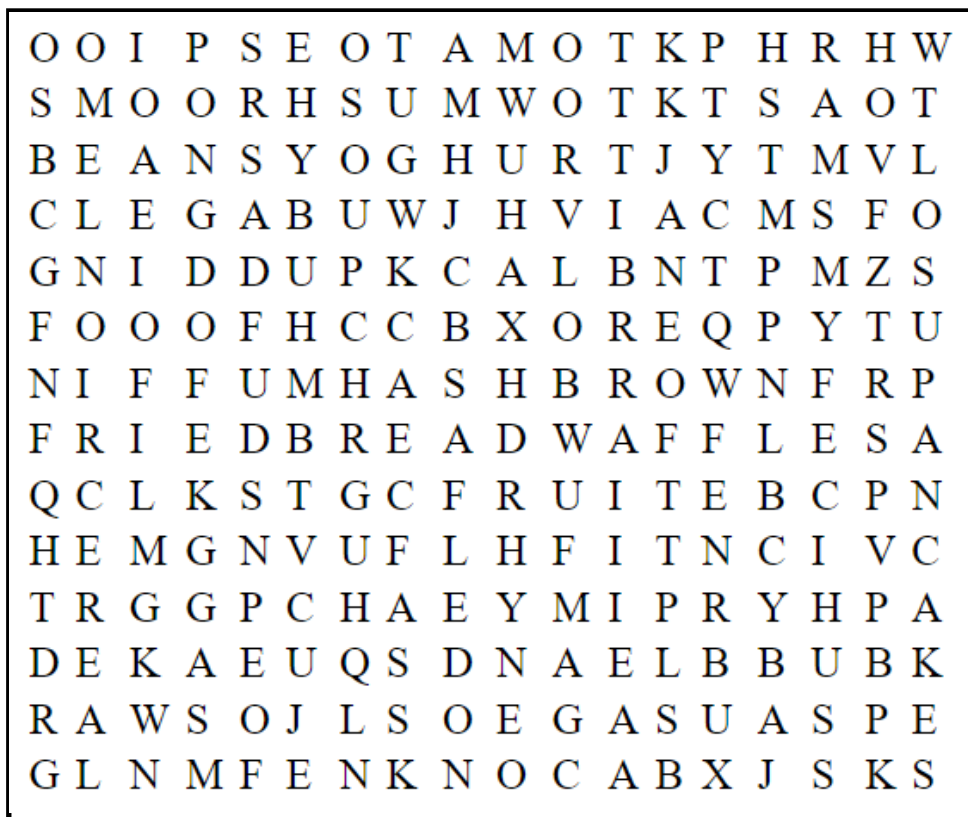 O O I P S E O T A M O T K P H R H W
S M O O R H S U M W O T K T S A O T
B E A N S Y O G H U R T J Y T M V L
C L E G A B U W J H V I A C M S F O
G N I D D U P K C A L B N T P M Z S
F O O O F H C C B X O R E Q P Y T U
N I F F U M H A S H B R O W N F R P
F R I E D B R E A D W A F F L E S A
Q C L K S T G C F R U I T E B C P N
H E M G N V U F L H F I T N C I V C
T R G G P C H A E Y M I P R Y H P A
D E K A E U Q S D N A E L B B U B K
R A W S O J L S O E G A S U A S P E
G L N M F E N K N O C A B X J S K S